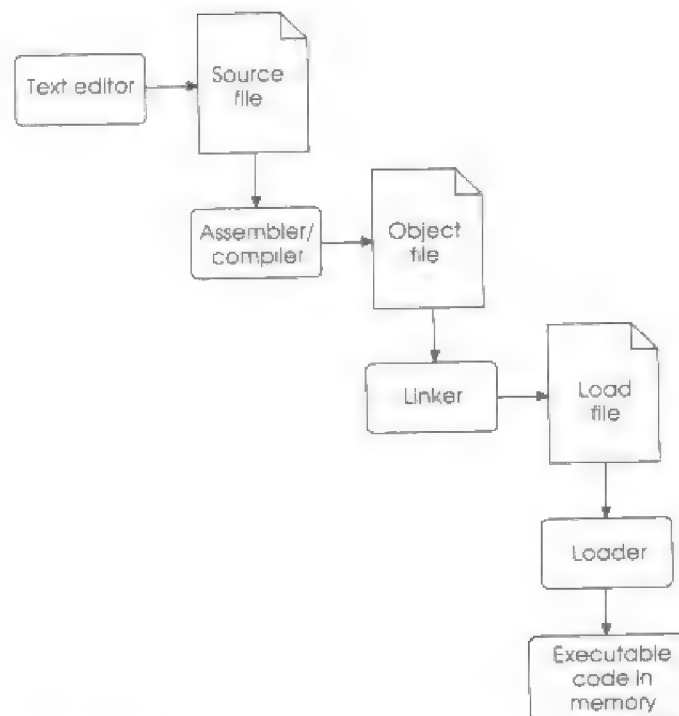 Text editor
Source
file
Assembler/
compiler
Object
file
Linker
Load
file
Loader
Executable
code in
memory